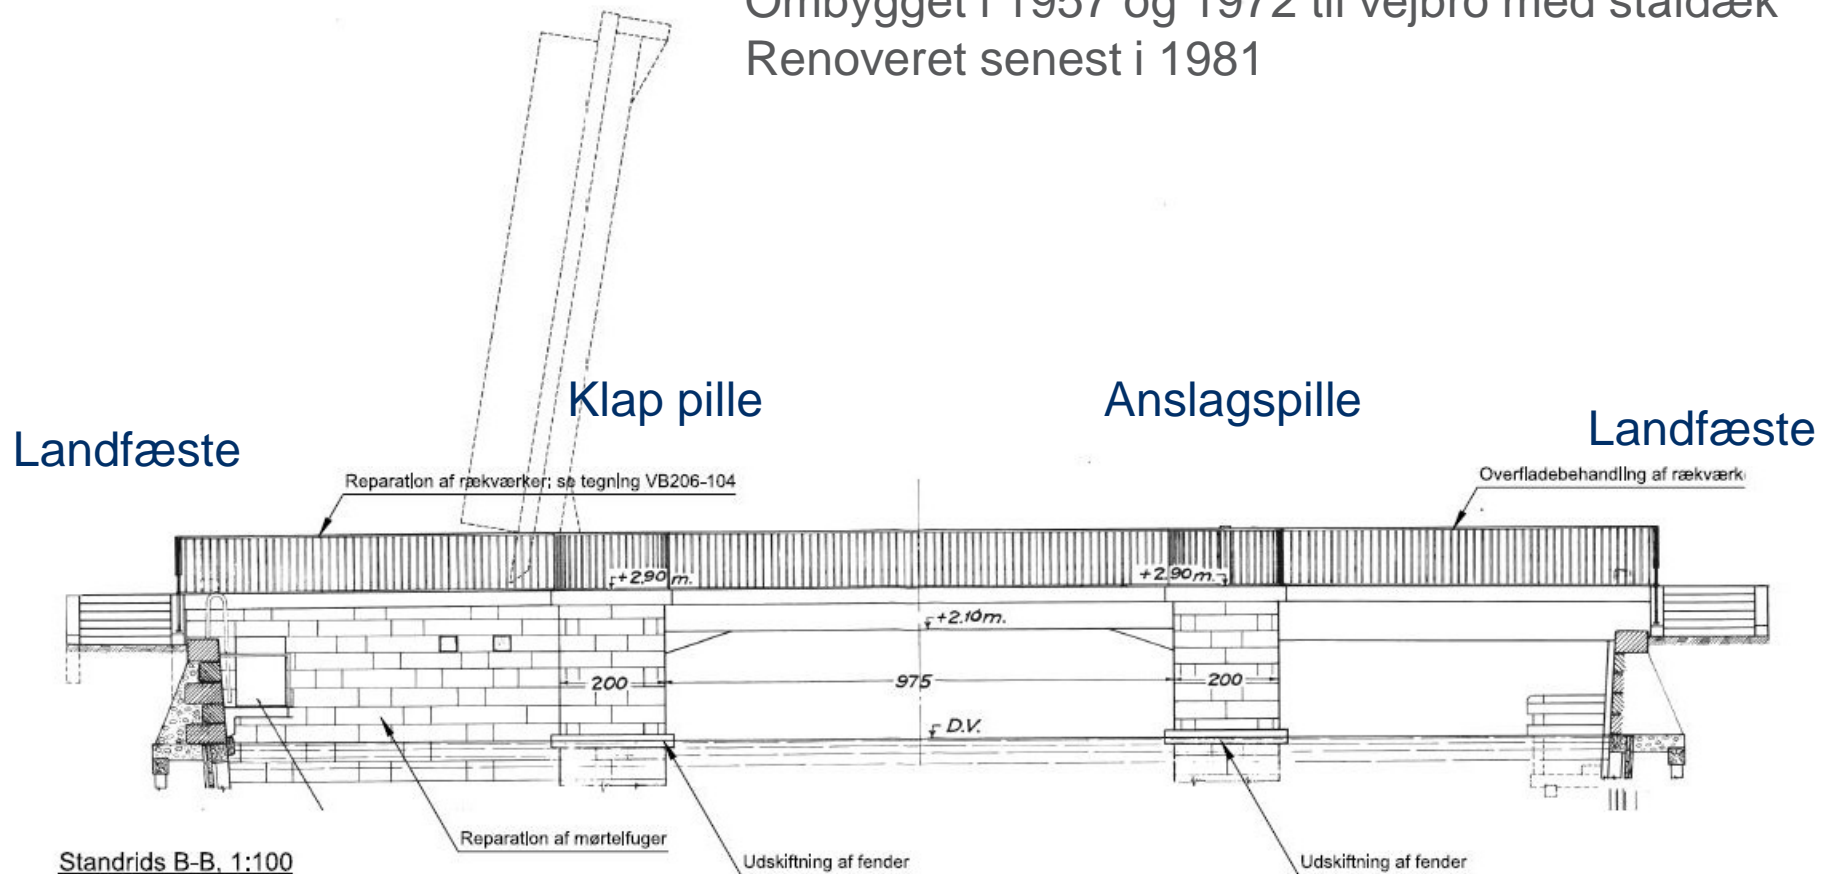 Ombygget i 1957 og 1972 til vejbro med ståldæk
Renoveret senest i 1981
Klap pille
Anslagspille
Landfæste
Landfæste
Reparation af rækværker; se tegning VB206-104
Overfladebehandling af rækværk
+2.90 m.
+2.90 m.
+2.10m.
200
975
200
D.V.
Reparation af mørtelfuger
Udskiftning af fender
Udskiftning af fender
Standrids B-B, 1:100